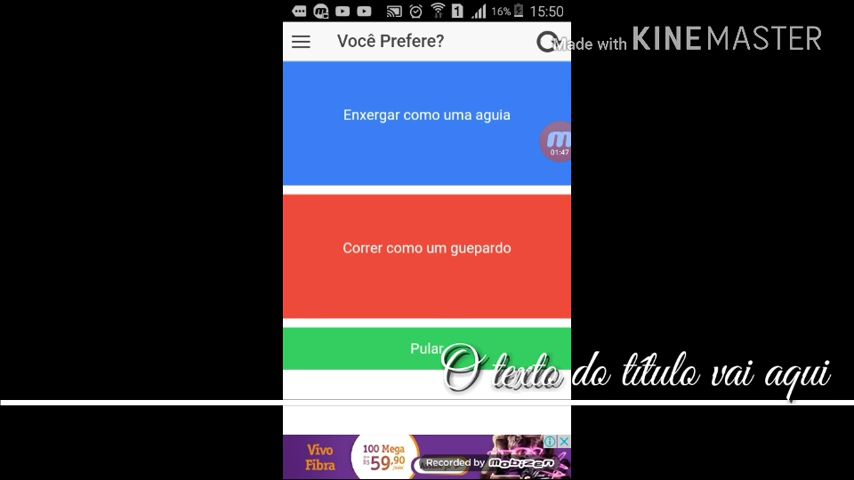 1
16%
15:50
Você Prefere?
Made with KINEMASTER
Enxergar como uma aguia
01:47
Correr como um guepardo
Pular
O texto do título vai aqui
Vivo
Fibra
100 Mega
59,90
Recorded by mobizen